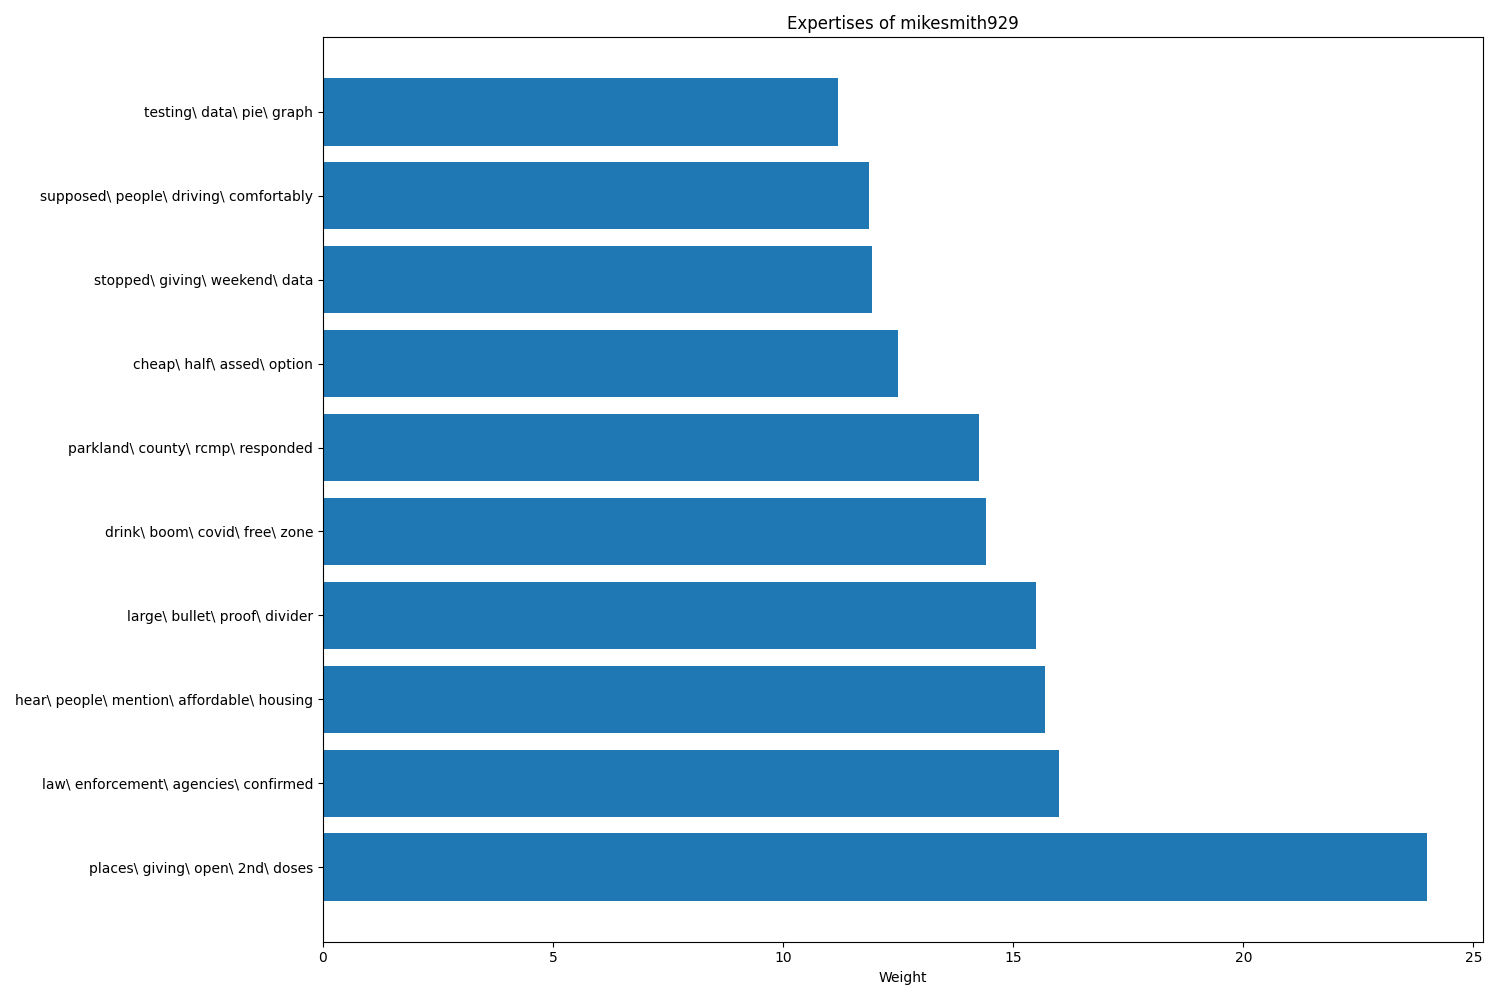 Expertises of mikesmith929
testing\ data\ pie\ graph
supposed\ people\ driving\ comfortably
stopped\ giving\ weekend\ data
cheap\ half\ assed\ option
parkland\ county\ rcmp\ responded
drink\ boom\ covid\ free\ zone
large\ bullet\ proof\ divider
hear\ people\ mention\ affordable\ housing
law\ enforcement\ agencies\ confirmed
places\ giving\ open\ 2nd\ doses
0 5 10 15 20 25
Weight